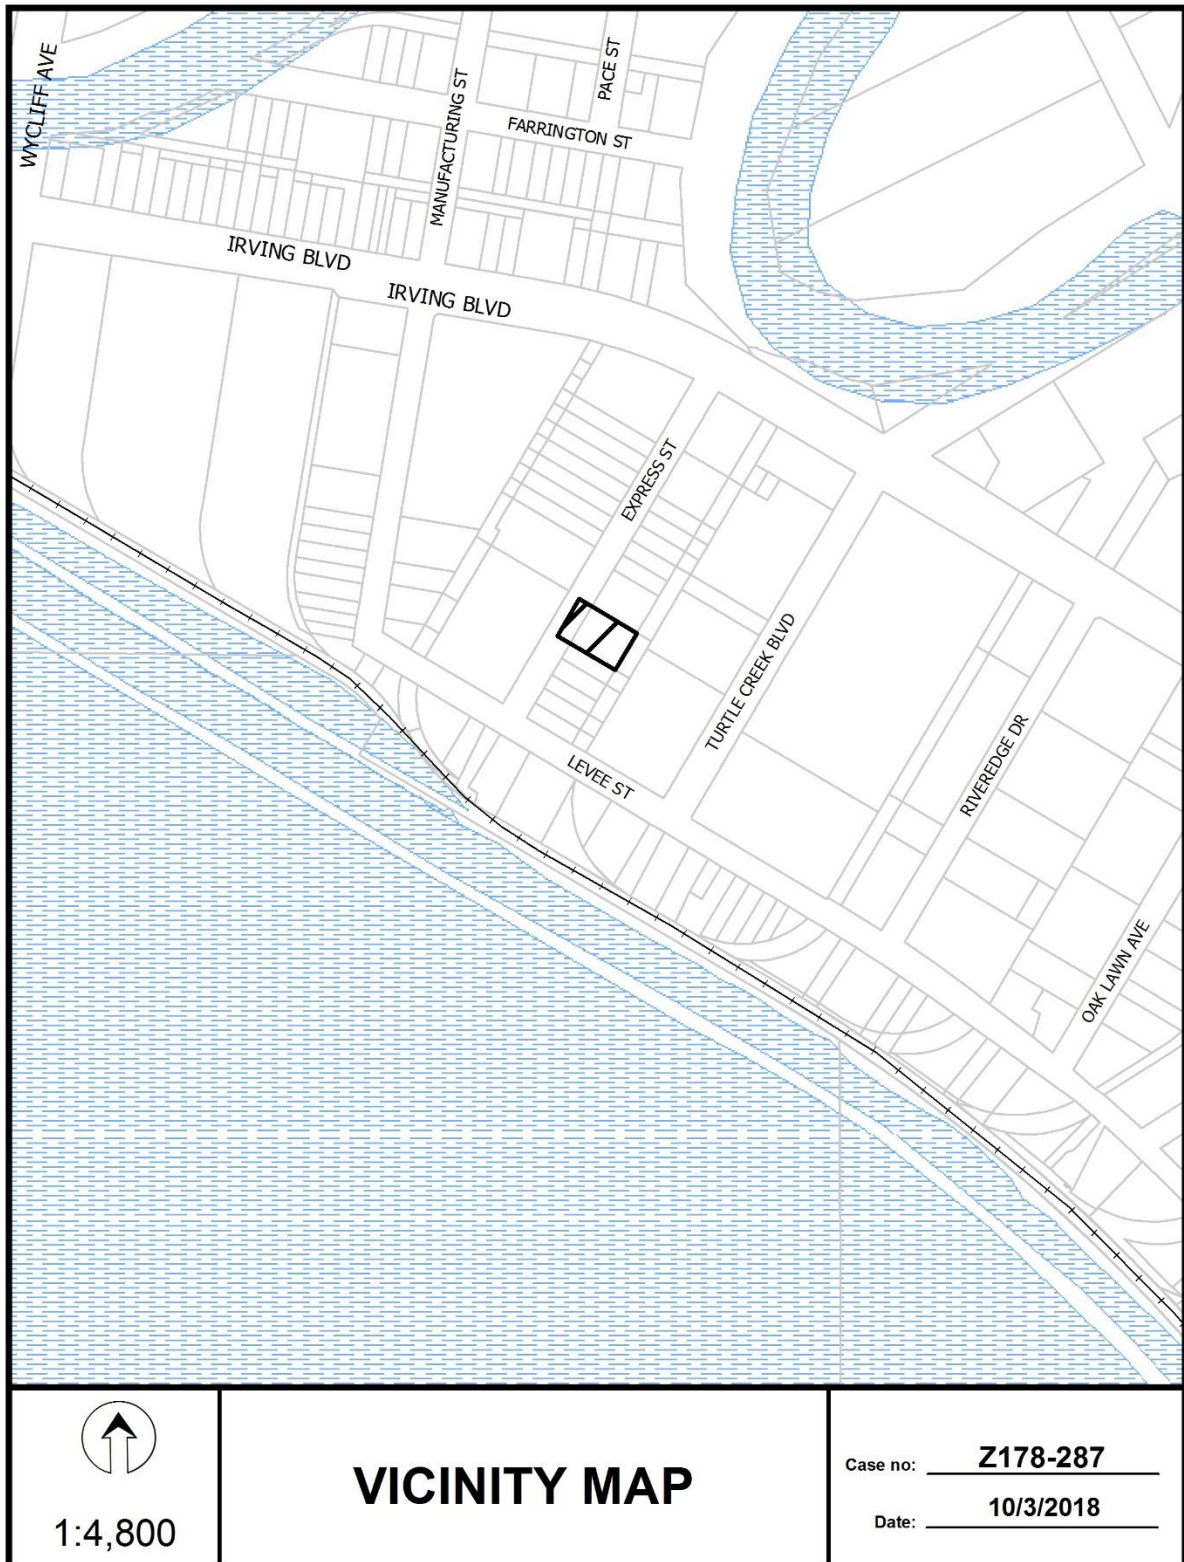 WYCLIFF AVE
MANUFACTURING ST
PACE ST
FARRINGTON ST
IRVING BLVD
IRVING BLVD
EXPRESS ST
TURTLE CREEK BLVD
RIVEREDGE DR
LEVEE ST
OAK LAWN AVE
1:4,800
VICINITY MAP
Case no: Z178-287
Date: 10/3/2018